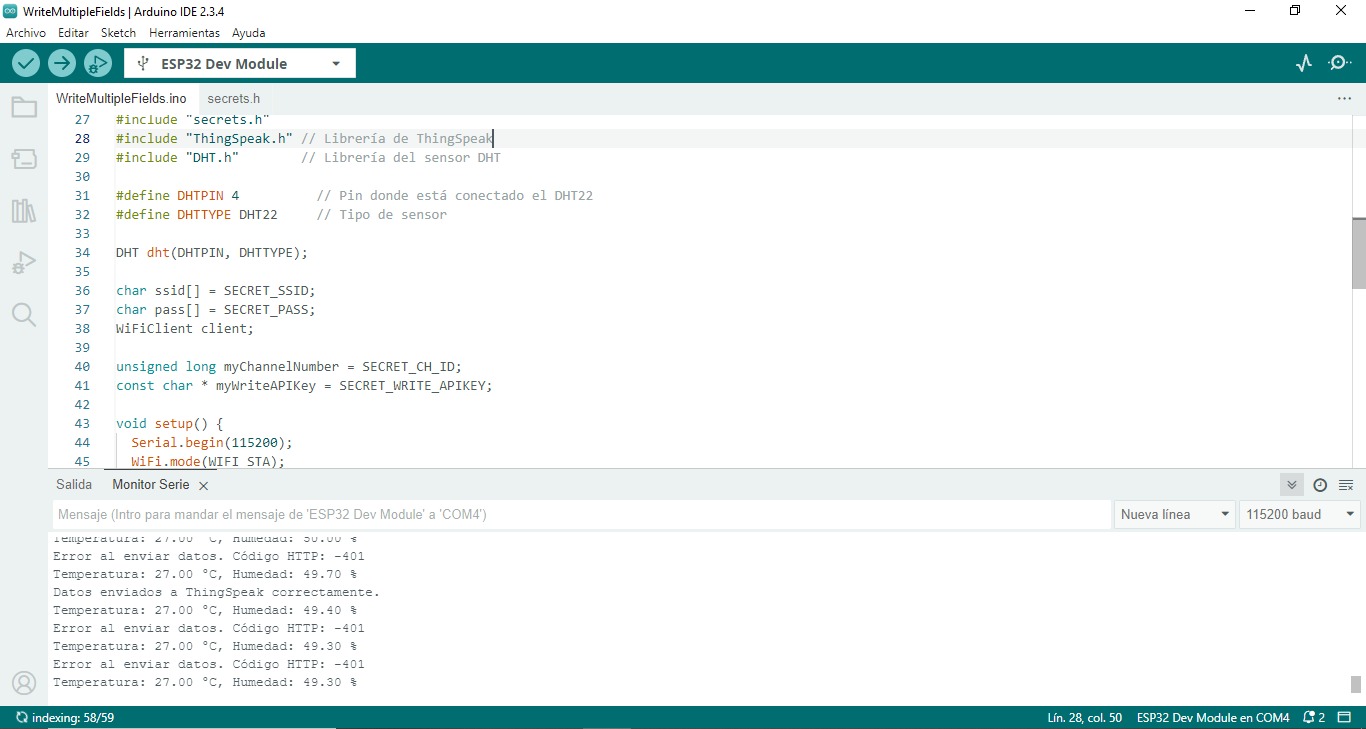 WriteMultipleFields | Arduino IDE 2.3.4
Archivo Editar Sketch Herramientas Ayuda
ESP32 Dev Module
WriteMultipleFields.ino secrets.h
27 #include "secrets.h"
28 #include "ThingSpeak.h" // Librería de ThingSpeak
29 #include "DHT.h" // Librería del sensor DHT
30
31 #define DHTPIN 4 // Pin donde está conectado el DHT22
32 #define DHTTYPE DHT22 // Tipo de sensor
33
34 DHT dht(DHTPIN, DHTTYPE);
35
36 char ssid[] = SECRET_SSID;
37 char pass[] = SECRET_PASS;
38 WiFiClient client;
39
40 unsigned long myChannelNumber = SECRET_CH_ID;
41 const char * myWriteAPIKey = SECRET_WRITE_APIKEY;
42
43 void setup() {
44 Serial.begin(115200);
45 WiFi.mode(WIFI_STA);
Salida Monitor Serie
Mensaje (Intro para mandar el mensaje de 'ESP32 Dev Module' a 'COM4')
Nueva línea 115200 baud
Temperatura: 27.00 °C, Humedad: 50.00 %
Error al enviar datos. Código HTTP: -401
Temperatura: 27.00 °C, Humedad: 49.70 %
Datos enviados a ThingSpeak correctamente.
Temperatura: 27.00 °C, Humedad: 49.40 %
Error al enviar datos. Código HTTP: -401
Temperatura: 27.00 °C, Humedad: 49.30 %
Error al enviar datos. Código HTTP: -401
Temperatura: 27.00 °C, Humedad: 49.30 %
indexing: 58/59 Lín. 28, col. 50 ESP32 Dev Module en COM4 2